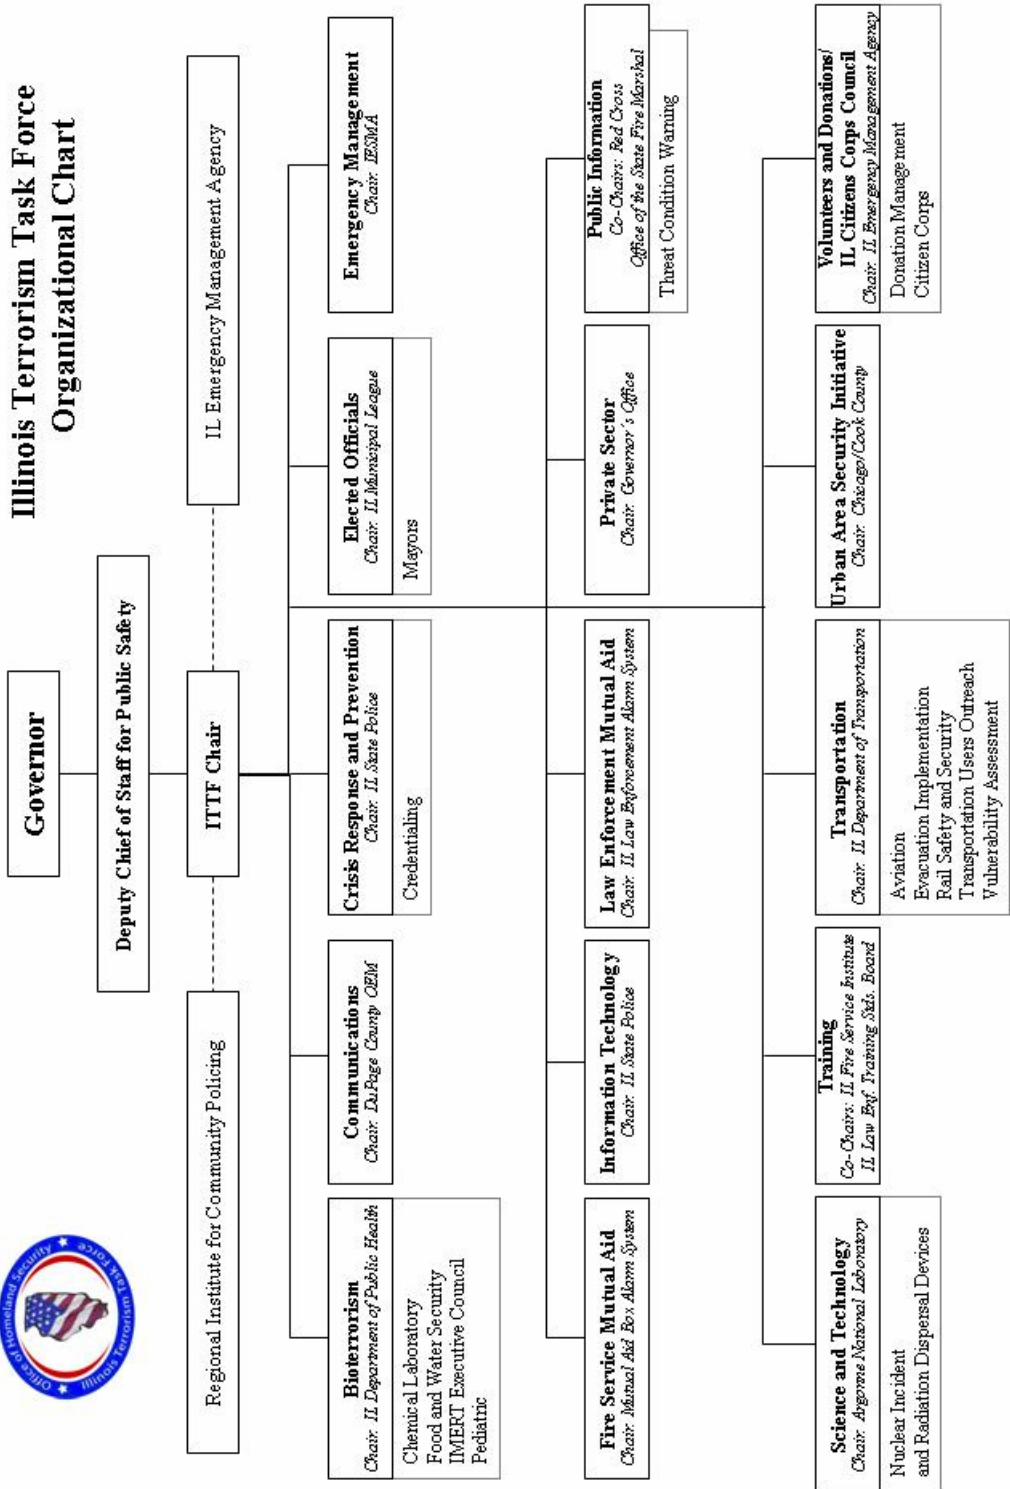 Office of Homeland Security
Illinois Terrorism Task Force
Illinois Terrorism Task Force
Organizational Chart
Governor
Deputy Chief of Staff for Public Safety
Regional Institute for Community Policing
ITTF Chair
IL Emergency Management Agency
Bioterrorism
Chair: IL Department of Public Health
Chemical Laboratory
Food and Water Security
IMERT Executive Council
Pediatric
Communications
Chair: DuPage County OEM
Crisis Response and Prevention
Chair: IL State Police
Credentialing
Elected Officials
Chair: IL Municipal League
Mayors
Emergency Management
Chair: IESMA
Fire Service Mutual Aid
Chair: Mutual Aid Box Alarm System
Information Technology
Chair: IL State Police
Law Enforcement Mutual Aid
Chair: IL Law Enforcement Alarm System
Private Sector
Chair: Governor's Office
Public Information
Co-Chairs: Red Cross
Office of the State Fire Marshal
Threat Condition Warning
Science and Technology
Chair: Argonne National Laboratory
Nuclear Incident
and Radiation Dispersal Devices
Training
Co-Chairs: IL Fire Service Institute
IL Law Enf. Training Stds. Board
Transportation
Chair: IL Department of Transportation
Aviation
Evacuation Implementation
Rail Safety and Security
Transportation Users Outreach
Vulnerability Assessment
Urban Area Security Initiative
Chair: Chicago/Cook County
Volunteers and Donations/
IL Citizens Corps Council
Chair: IL Emergency Management Agency
Donation Management
Citizen Corps